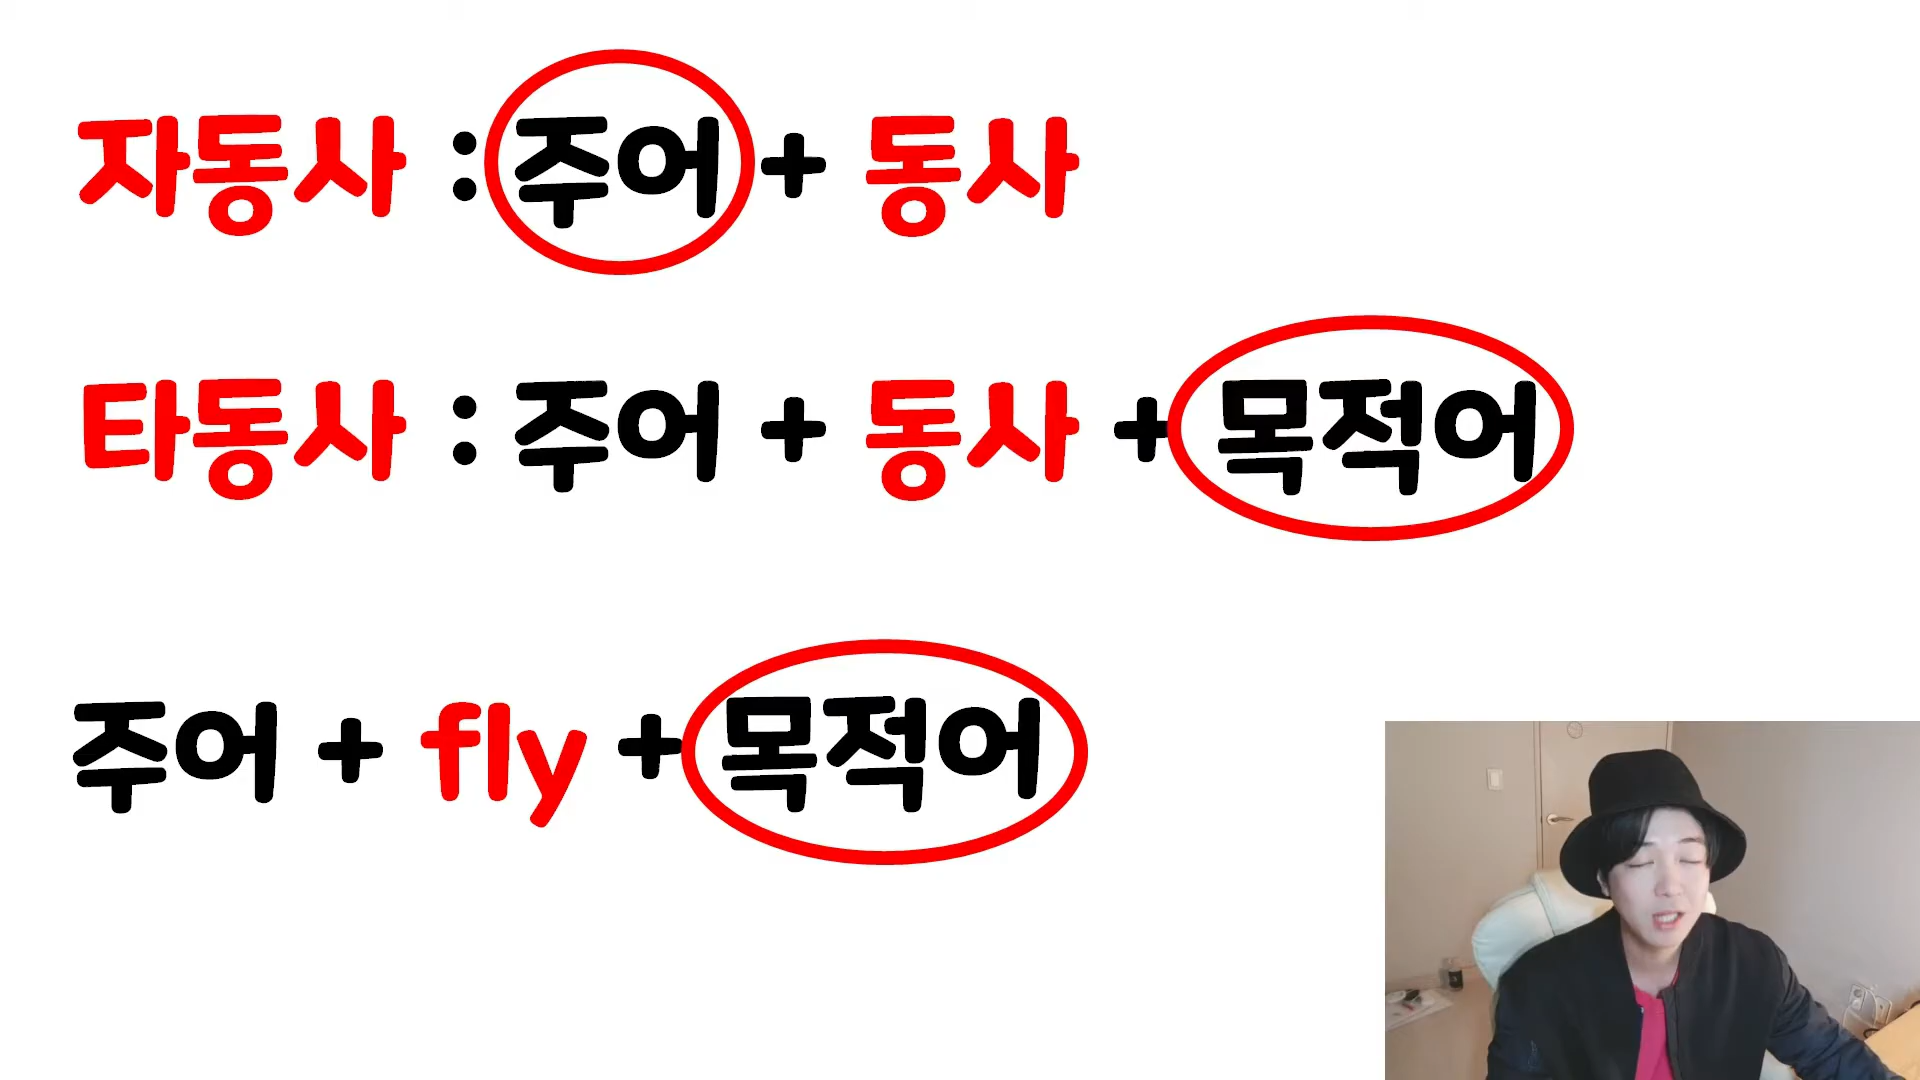 자동사 : 주어 + 동사
타동사 : 주어 + 동사 + 목적어
주어 + fly + 목적어